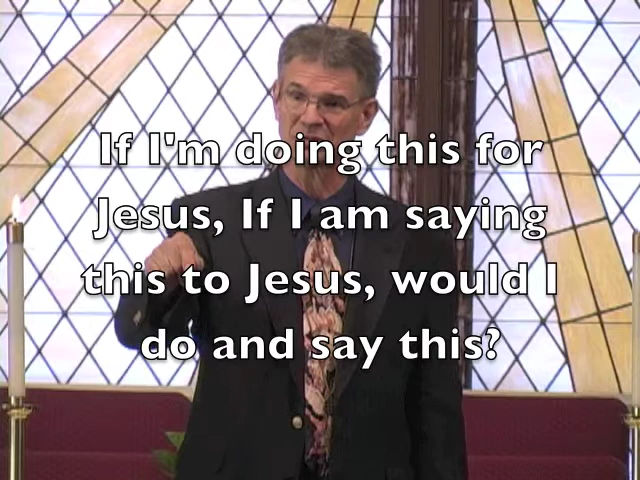 If I'm doing this for
Jesus, If I am saying
this to Jesus, would I
do and say this?